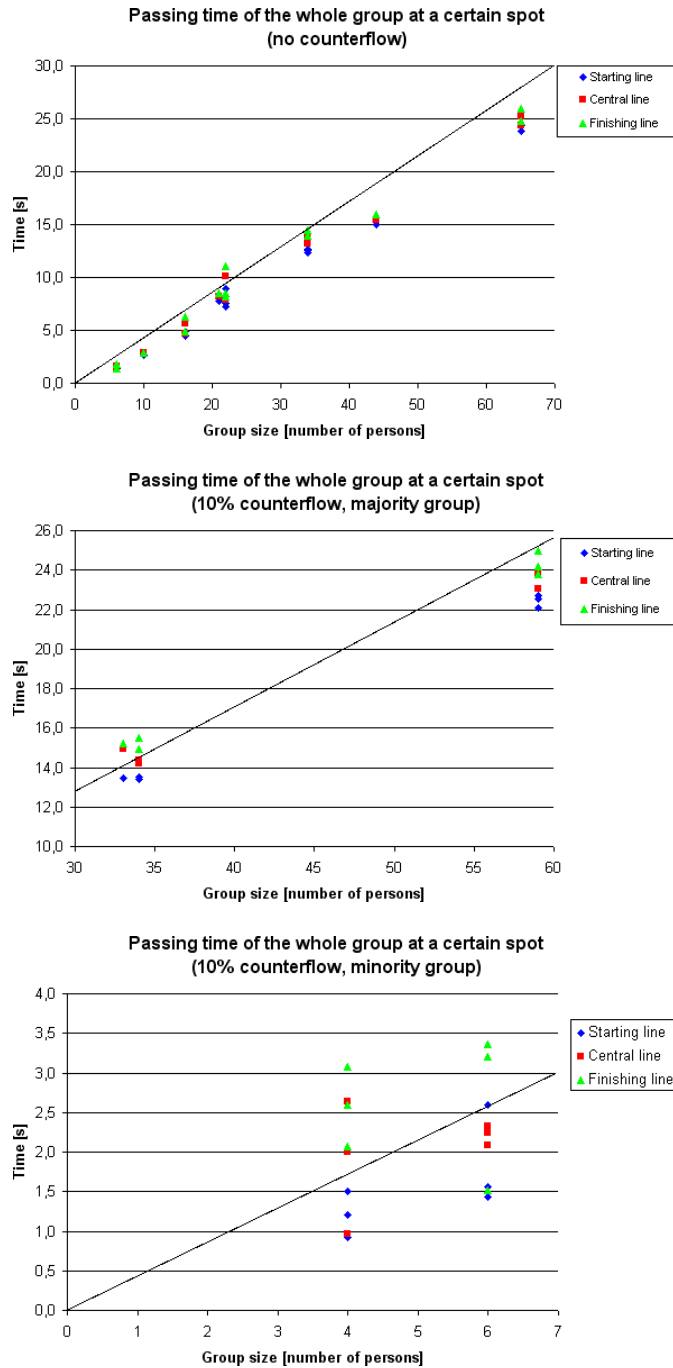 Passing time of the whole group at a certain spot
(no counterflow)
30,0
25,0
20,0
15,0
10,0
5,0
0,0
Time [s]
0 10 20 30 40 50 60 70
Group size [number of persons]
Starting line
Central line
Finishing line
Passing time of the whole group at a certain spot
(10% counterflow, majority group)
26,0
24,0
22,0
20,0
18,0
16,0
14,0
12,0
10,0
Time [s]
30 35 40 45 50 55 60
Group size [number of persons]
Starting line
Central line
Finishing line
Passing time of the whole group at a certain spot
(10% counterflow, minority group)
4,0
3,5
3,0
2,5
2,0
1,5
1,0
0,5
0,0
Time [s]
0 1 2 3 4 5 6 7
Group size [number of persons]
Starting line
Central line
Finishing line